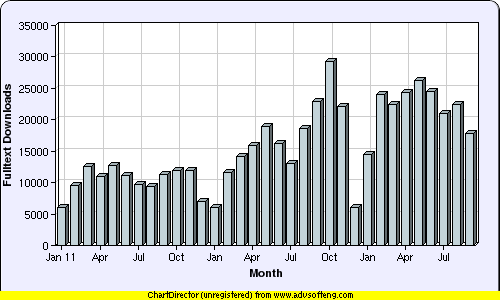 35000
30000
25000
20000
15000
10000
5000
0
Fulltext Downloads
Jan 11 Apr Jul Oct Jan Apr Jul Oct Jan Apr Jul
Month
ChartDirector (unregistered) from www.advsofteng.com